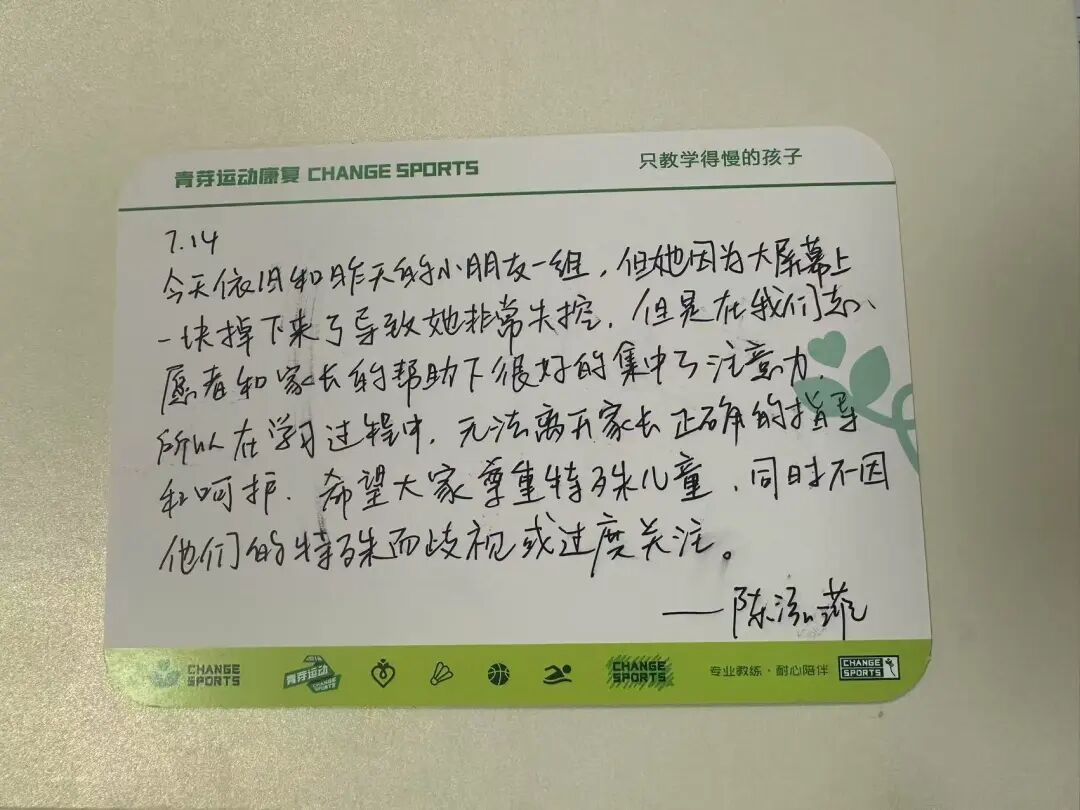 青芽运动康复 CHANGE SPORTS
只教学得慢的孩子
7.14
今天依旧和昨天的小朋友一组，但她因为大屏幕上
一块掉下来了导致她非常失控，但是在我们志
愿者和家长的帮助下很好的集中了注意力，
所以在学习过程中，无法离开家长正确的指导
和呵护，希望大家尊重特殊儿童，同时不因
他们的特殊而歧视或过度关注。
——陈泓
CHANGE SPORTS
青芽运动 CHANGE SPORTS
CHANGE SPORTS
专业教练·耐心陪伴
CHANGE SPORTS